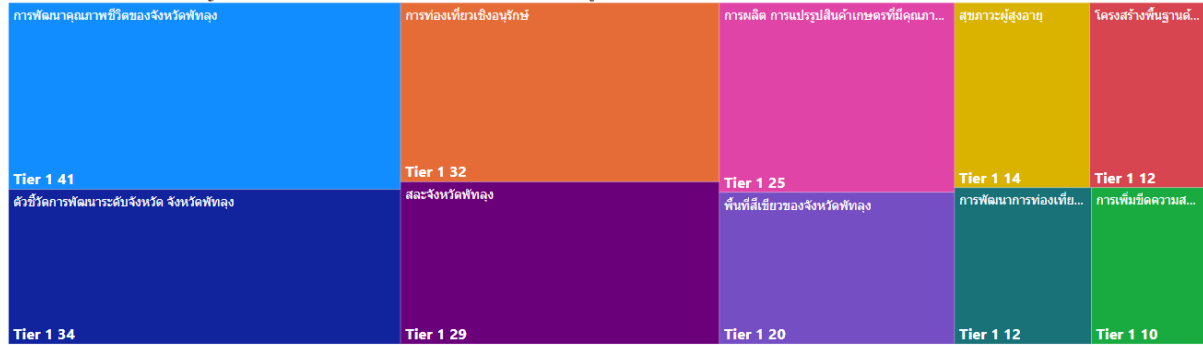 การพัฒนาคุณภาพชีวิตของจังหวัดพัทลุง
Tier 1 41
การท่องเที่ยวเชิงอนุรักษ์
Tier 1 32
การผลิต การแปรรูปสินค้าเกษตรที่มีคุณภา...
Tier 1 25
สุขภาวะผู้สูงอายุ
Tier 1 14
โครงสร้างพื้นฐานด้...
Tier 1 12
ตัวชี้วัดการพัฒนาระดับจังหวัด จังหวัดพัทลุง
Tier 1 34
สละจังหวัดพัทลุง
Tier 1 29
พื้นที่สีเขียวของจังหวัดพัทลุง
Tier 1 20
การพัฒนาการท่องเที่ย...
Tier 1 12
การเพิ่มขีดความส...
Tier 1 10